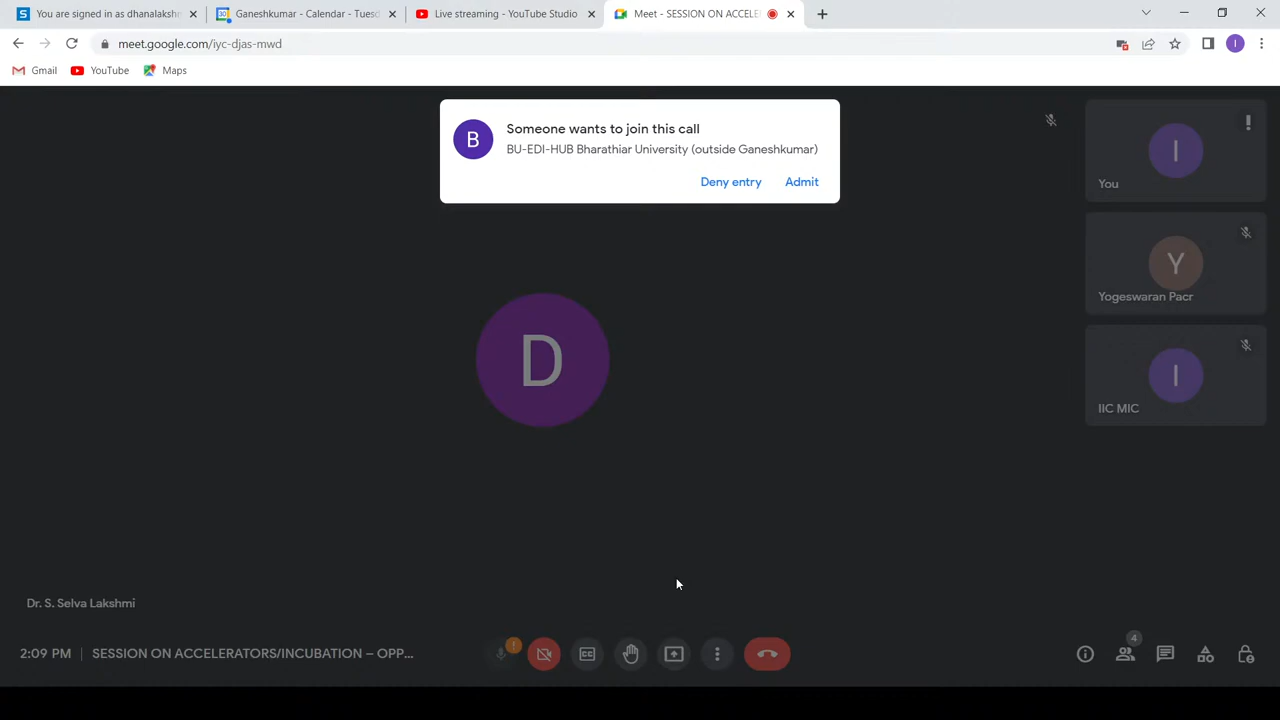 S You are signed in as dhanalakshm
30 Ganeshkumar - Calendar - Tuesd
Live streaming - YouTube Studio
Meet - SESSION ON ACCELE
meet.google.com/iyc-djas-mwd
I
Gmail
YouTube
Maps
B
Someone wants to join this call
BU-EDI-HUB Bharathiar University (outside Ganeshkumar)
Deny entry
Admit
I
You
Y
Yogeswaran Pacr
I
IIC MIC
D
Dr. S. Selva Lakshmi
2:09 PM | SESSION ON ACCELERATORS/INCUBATION – OPP...
CC
4